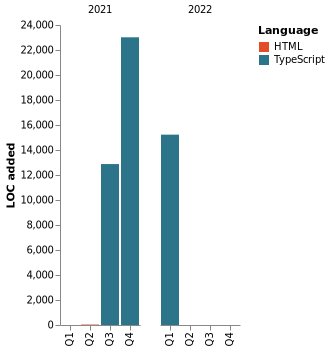 2021
2022
24,000
22,000
20,000
18,000
16,000
14,000
12,000
10,000
8,000
6,000
4,000
2,000
0
LOC added
Q1
Q2
Q3
Q4
Q1
Q2
Q3
Q4
Language
HTML
TypeScript